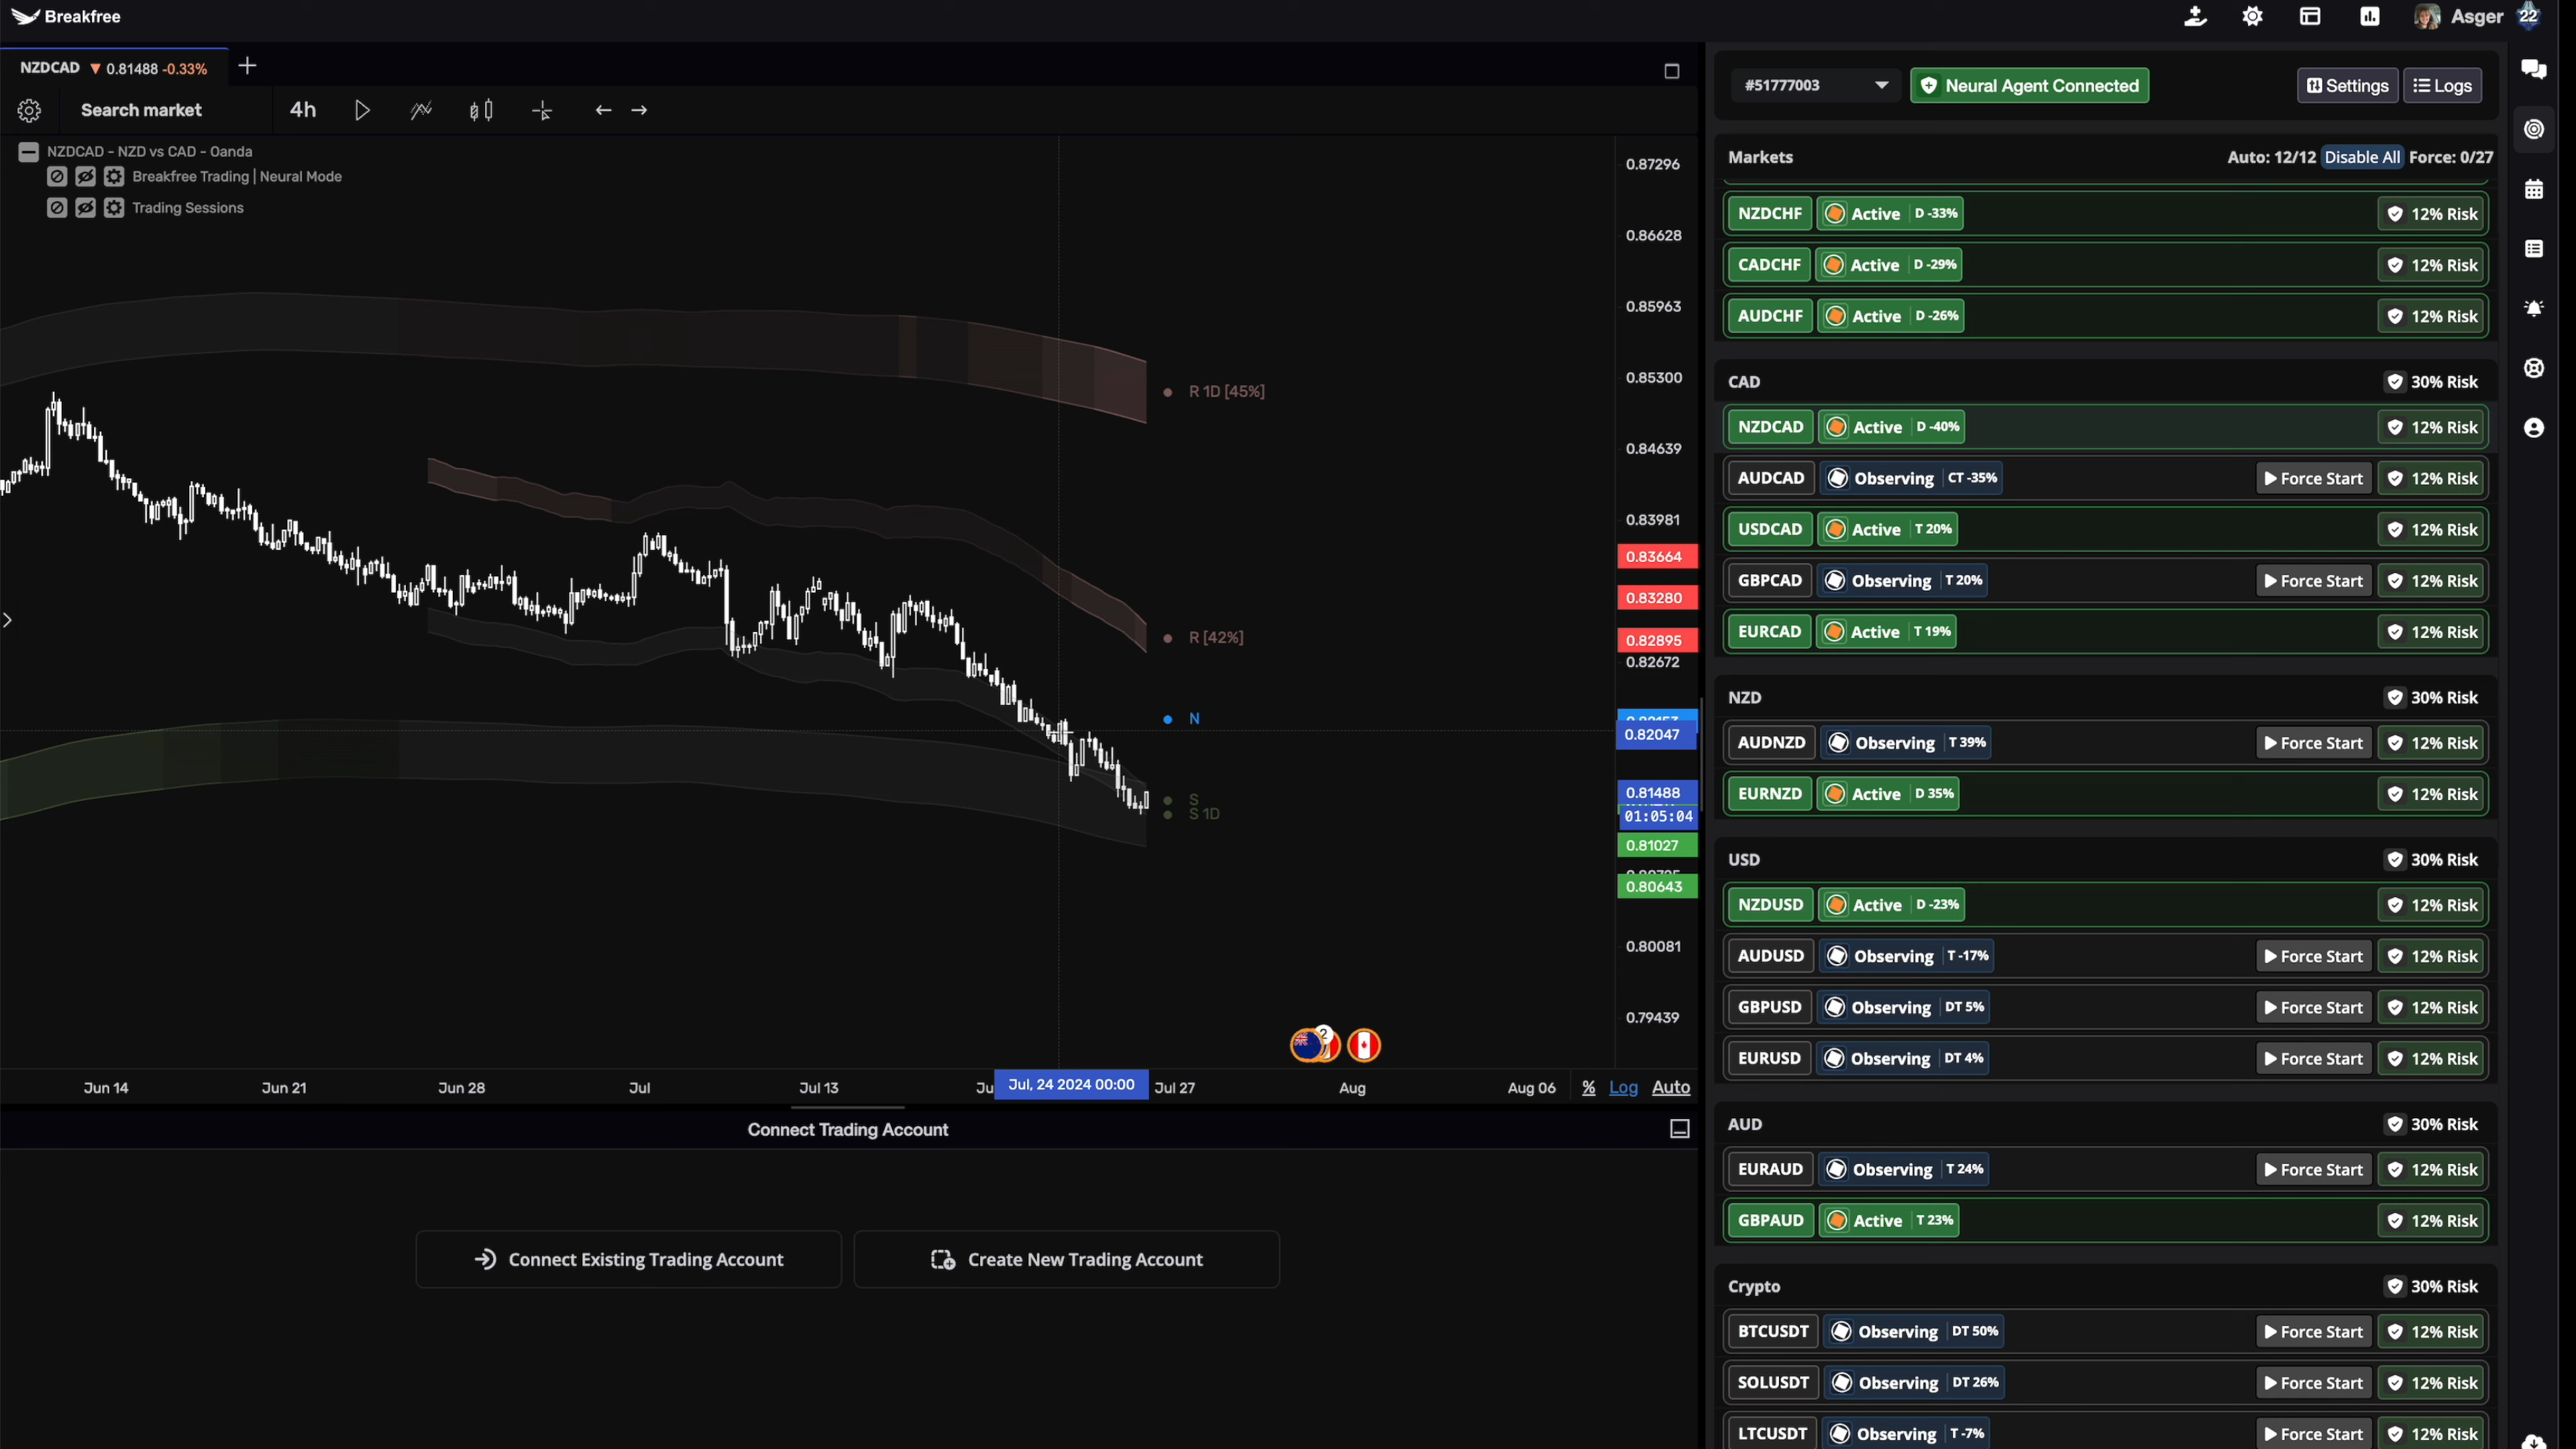 Breakfree
Asger 22
NZDCAD ▼ 0.81488 -0.33%
Search market 4h
NZDCAD - NZD vs CAD - Oanda
Breakfree Trading | Neural Mode
Trading Sessions
R 1D [45%]
R [42%]
N
S
S 1D
0.87296
0.86628
0.85963
0.85300
0.84639
0.83981
0.83664
0.83280
0.82895
0.82672
0.82047
0.81488
01:05:04
0.81027
0.80643
0.80081
0.79439
2
Jun 14 Jun 21 Jun 28 Jul Jul 13 Ju Jul, 24 2024 00:00 Jul 27 Aug Aug 06 % Log Auto
Connect Trading Account
Connect Existing Trading Account Create New Trading Account
#51777003 Neural Agent Connected Settings Logs
Markets Auto: 12/12 Disable All Force: 0/27
NZDCHF Active D -33% 12% Risk
CADCHF Active D -29% 12% Risk
AUDCHF Active D -26% 12% Risk
CAD 30% Risk
NZDCAD Active D -40% 12% Risk
AUDCAD Observing CT -35% Force Start 12% Risk
USDCAD Active T 20% 12% Risk
GBPCAD Observing T 20% Force Start 12% Risk
EURCAD Active T 19% 12% Risk
NZD 30% Risk
AUDNZD Observing T 39% Force Start 12% Risk
EURNZD Active D 35% 12% Risk
USD 30% Risk
NZDUSD Active D -23% 12% Risk
AUDUSD Observing T -17% Force Start 12% Risk
GBPUSD Observing DT 5% Force Start 12% Risk
EURUSD Observing DT 4% Force Start 12% Risk
AUD 30% Risk
EURAUD Observing T 24% Force Start 12% Risk
GBPAUD Active T 23% 12% Risk
Crypto 30% Risk
BTCUSDT Observing DT 50% Force Start 12% Risk
SOLUSDT Observing DT 26% Force Start 12% Risk
LTCUSDT Observing T -7% Force Start 12% Risk